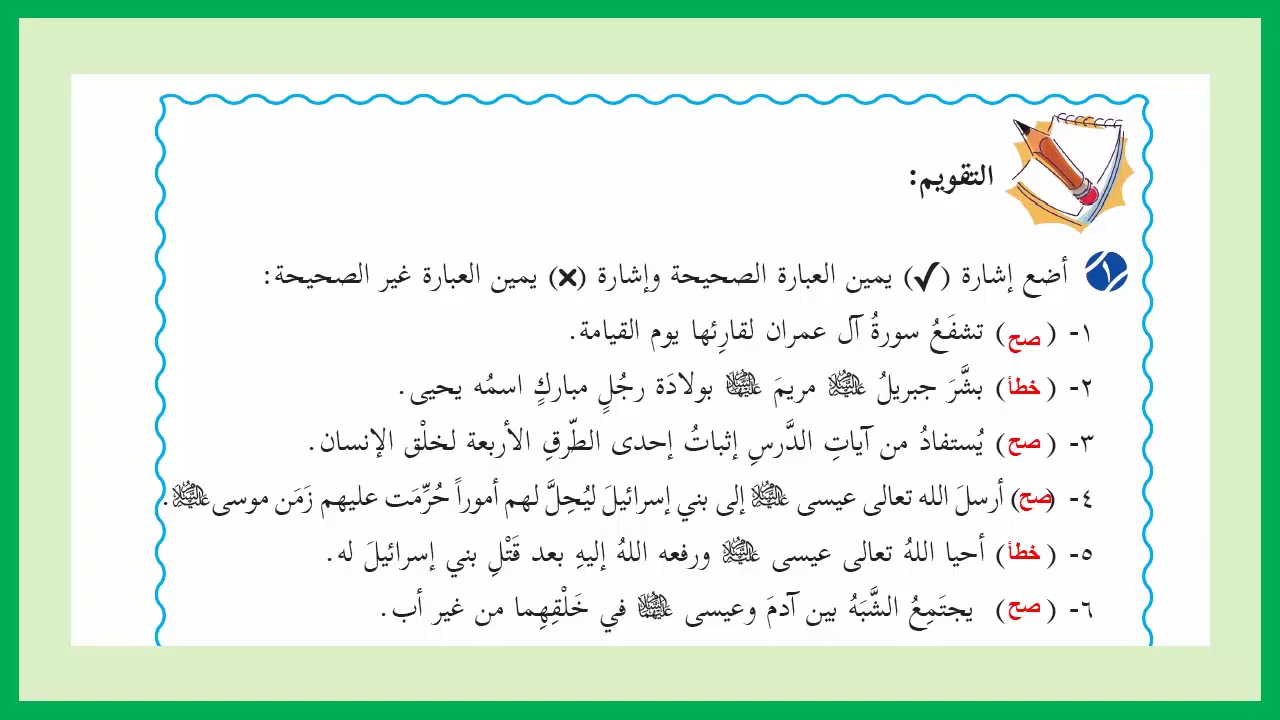 التقويم:
١ أضع إشارة (✓) يمين العبارة الصحيحة وإشارة (✗) يمين العبارة غير الصحيحة:
١- (صح) تشفَعُ سورةُ آل عمران لقارِئها يوم القيامة.
٢- (خطأ) بشَّرَ جبريلُ عليه السلام مريمَ عليها السلام بولادَة رجُلٍ مباركٍ اسمُه يحيى.
٣- (صح) يُستفادُ من آياتِ الدَّرسِ إثباتُ إحدى الطّرقِ الأربعة لخلْق الإنسان.
٤- (صح) أرسلَ الله تعالى عيسى عليه السلام إلى بني إسرائيلَ ليُحِلَّ لهم أموراً حُرِّمَت عليهم زَمَن موسى عليه السلام.
٥- (خطأ) أحيا اللهُ تعالى عيسى عليه السلام ورفعه اللهُ إليهِ بعد قَتْلِ بني إسرائيلَ له.
٦- (صح) يجتَمِعُ الشَّبَهُ بين آدمَ وعيسى عليهما السلام في خَلْقِهِما من غير أب.